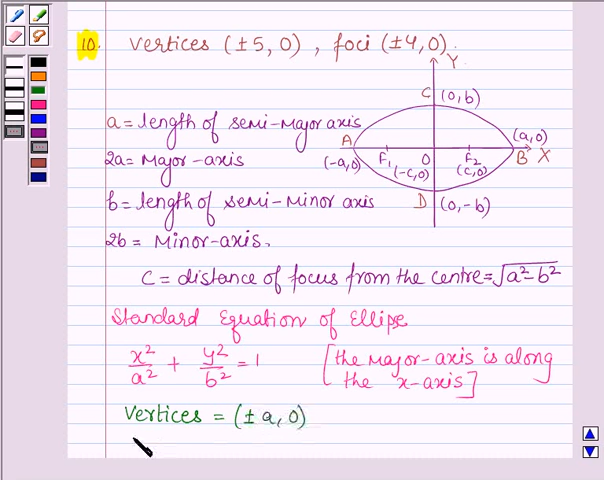 10. Vertices (±5, 0) , foci (±4, 0).
Y
C (0, b)
a = length of semi-Major axis
A (a, 0)
2a = Major-axis (-a, 0) F1 (-c, 0) O F2 (c, 0) B X
b = length of semi-Minor axis D (0, -b)
2b = Minor-axis.
C = distance of focus from the centre = √a²-b²
Standard Equation of Ellipe
x²/a² + y²/b² = 1 [the Major-axis is along
the x-axis]
Vertices = (± a, 0)